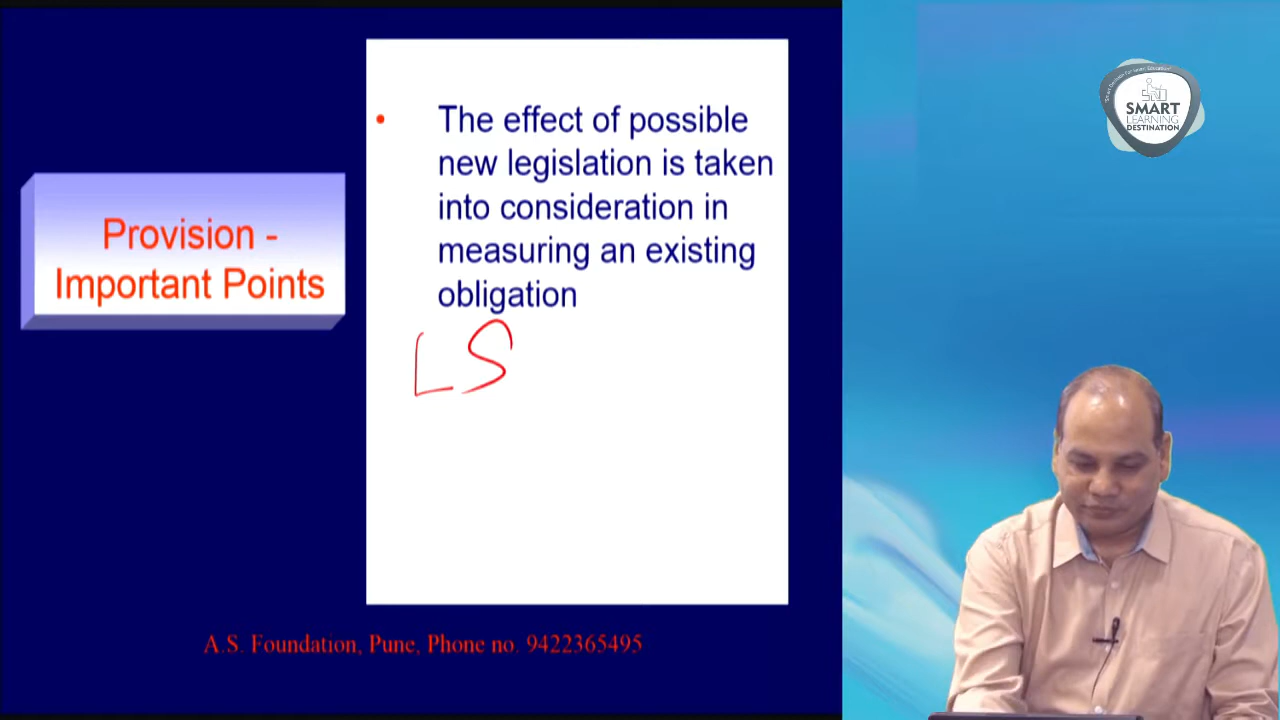 Provision -
Important Points
• The effect of possible
new legislation is taken
into consideration in
measuring an existing
obligation
LS
A.S. Foundation, Pune, Phone no. 9422365495
SMART
LEARNING
DESTINATION